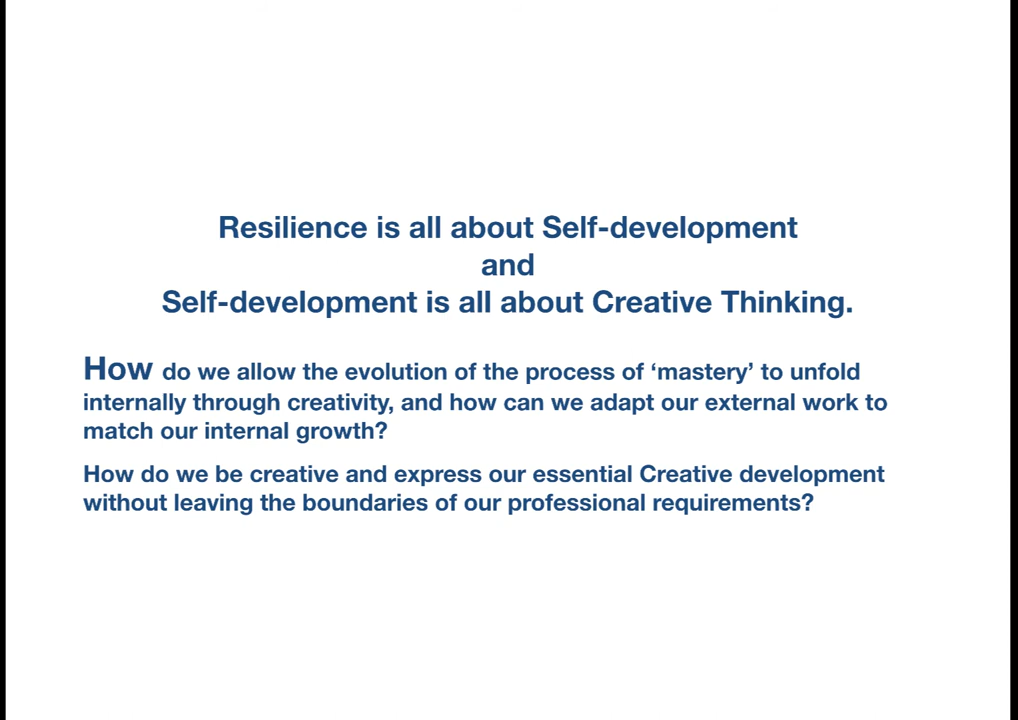 Resilience is all about Self-development
and
Self-development is all about Creative Thinking.
How do we allow the evolution of the process of ‘mastery’ to unfold
internally through creativity, and how can we adapt our external work to
match our internal growth?
How do we be creative and express our essential Creative development
without leaving the boundaries of our professional requirements?